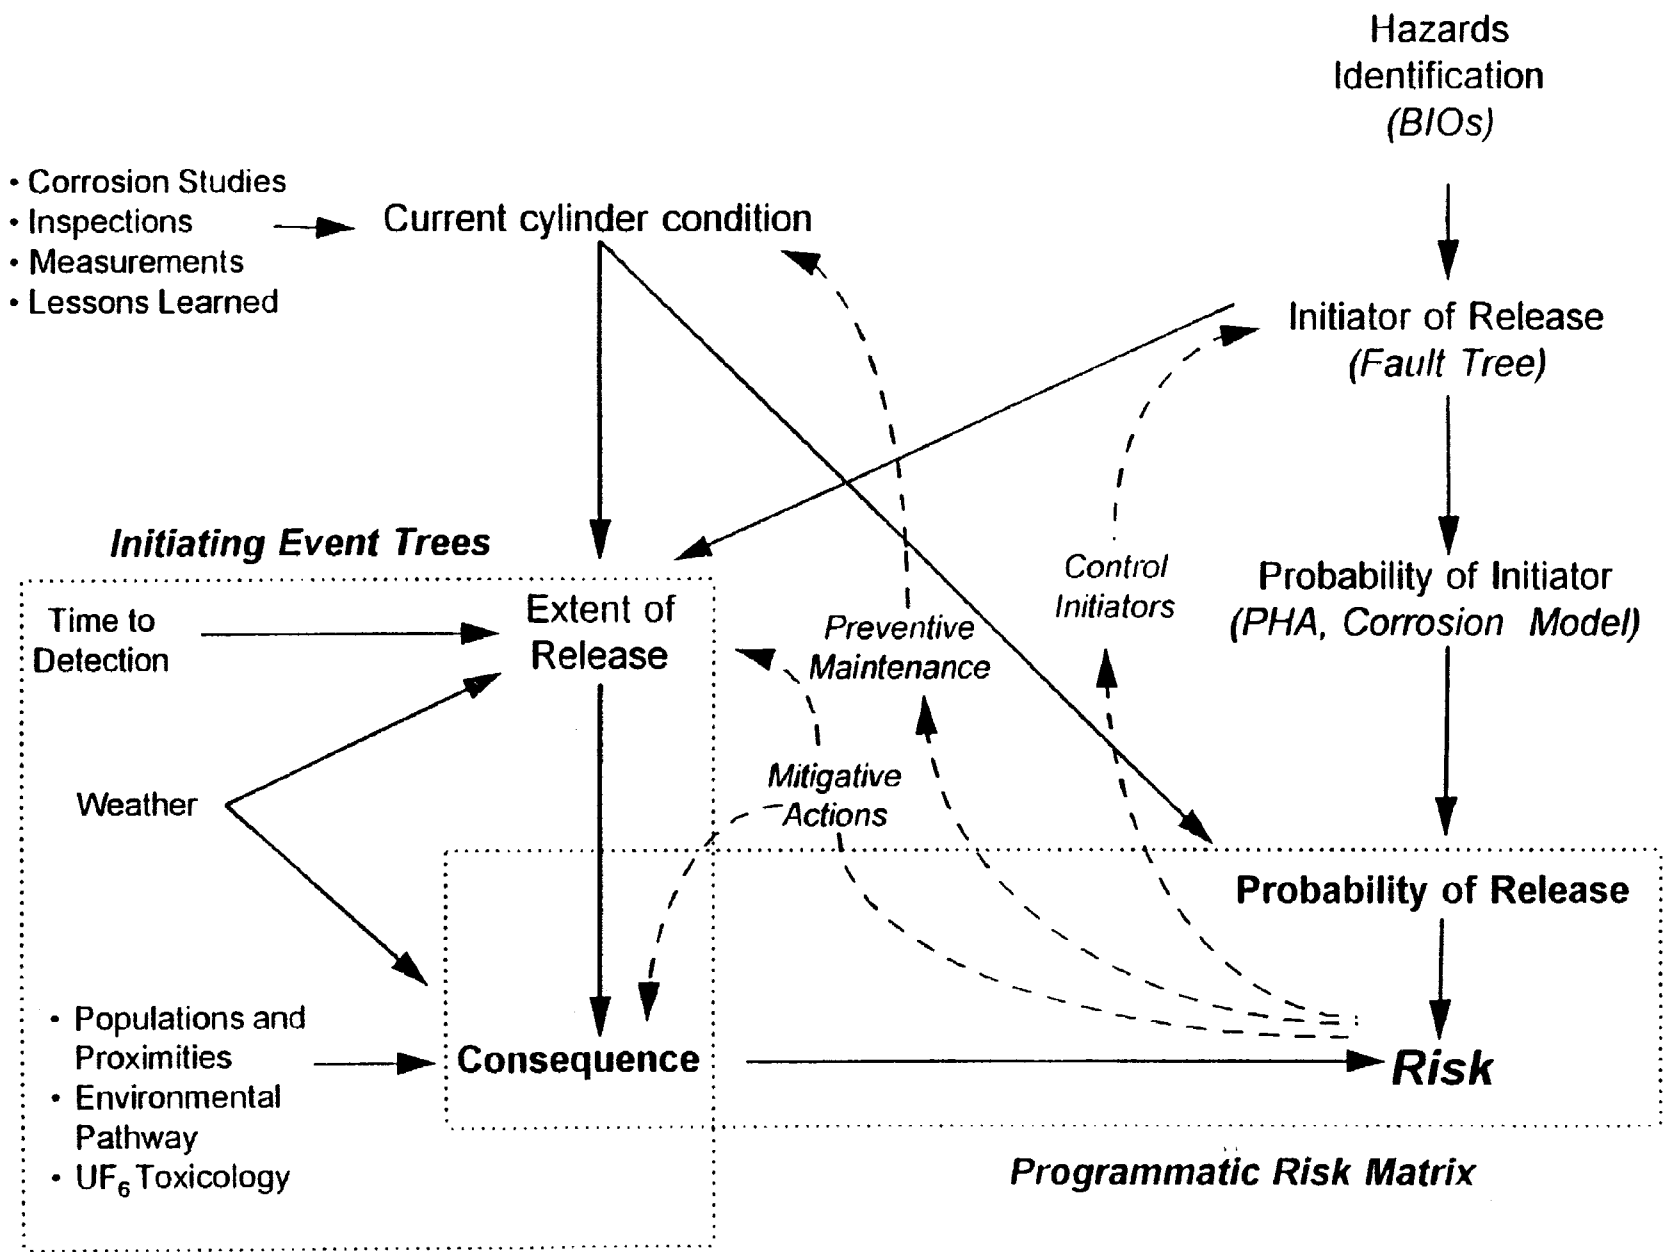 Hazards
Identification
(BIOs)
• Corrosion Studies
• Inspections
• Measurements
• Lessons Learned
Current cylinder condition
Initiator of Release
(Fault Tree)
Initiating Event Trees
Control
Initiators
Probability of Initiator
(PHA, Corrosion Model)
Time to
Detection
Extent of
Release
Preventive
Maintenance
Weather
Mitigative
Actions
Probability of Release
• Populations and
Proximities
• Environmental
Pathway
• UF6 Toxicology
Consequence
Risk
Programmatic Risk Matrix